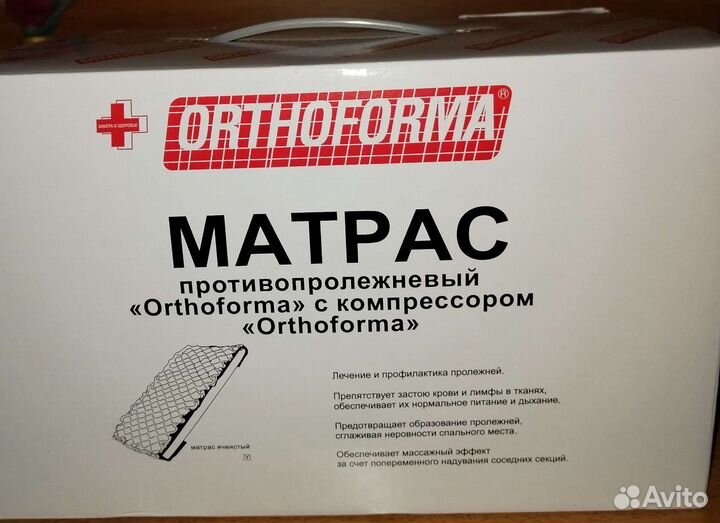 ЗАБОТА О ЗДОРОВЬЕ
ORTHOFORMA®
МАТРАС
противопролежневый
«Orthoforma» с компрессором
«Orthoforma»
Лечение и профилактика пролежней.
Препятствует застою крови и лимфы в тканях,
обеспечивает их нормальное питание и дыхание.
Предотвращает образование пролежней,
сглаживая неровности спального места.
Обеспечивает массажный эффект
за счет попеременного надувания соседних секций.
матрас ячеистый
Avito